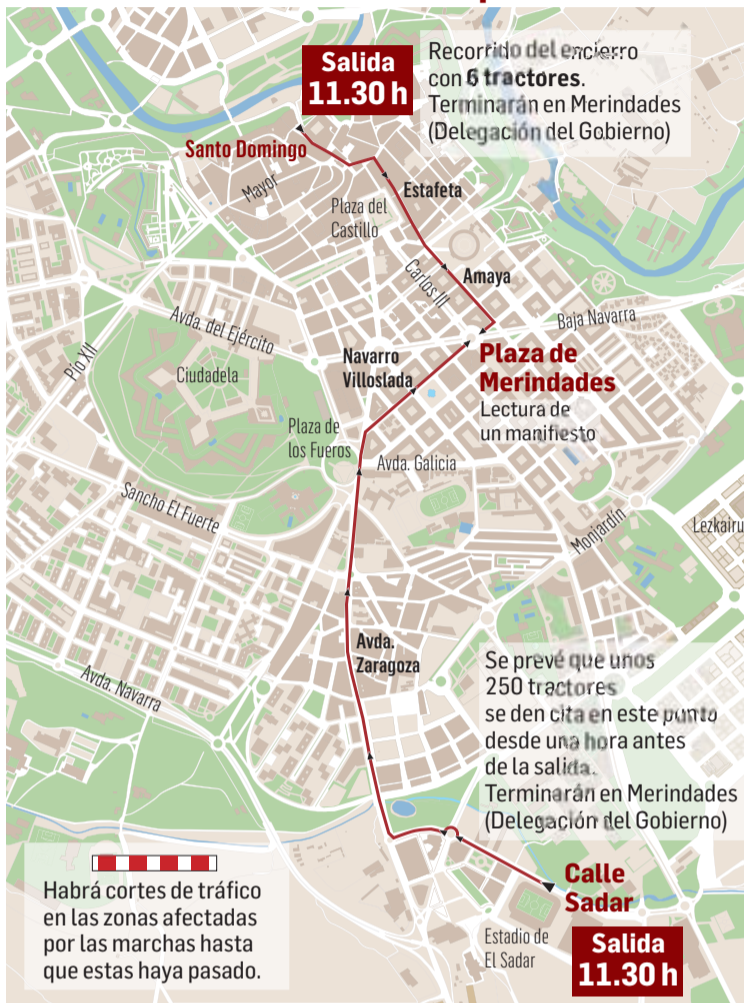 Salida
11.30 h
Recorrido del encierro
con 6 tractores.
Terminarán en Merindades
(Delegación del Gobierno)
Santo Domingo
Mayor
Estafeta
Plaza del
Castillo
Carlos III
Amaya
Baja Navarra
Avda. del Ejército
Pío XII
Ciudadela
Navarro
Villoslada
Plaza de
Merindades
Lectura de
un manifiesto
Plaza de
los Fueros
Avda. Galicia
Sancho El Fuerte
Monjardín
Lezkairu
Avda.
Zaragoza
Avda. Navarra
Se prevé que unos
250 tractores
se den cita en este punto
desde una hora antes
de la salida.
Terminarán en Merindades
(Delegación del Gobierno)
Habrá cortes de tráfico
en las zonas afectadas
por las marchas hasta
que estas haya pasado.
Calle
Sadar
Estadio de
El Sadar
Salida
11.30 h